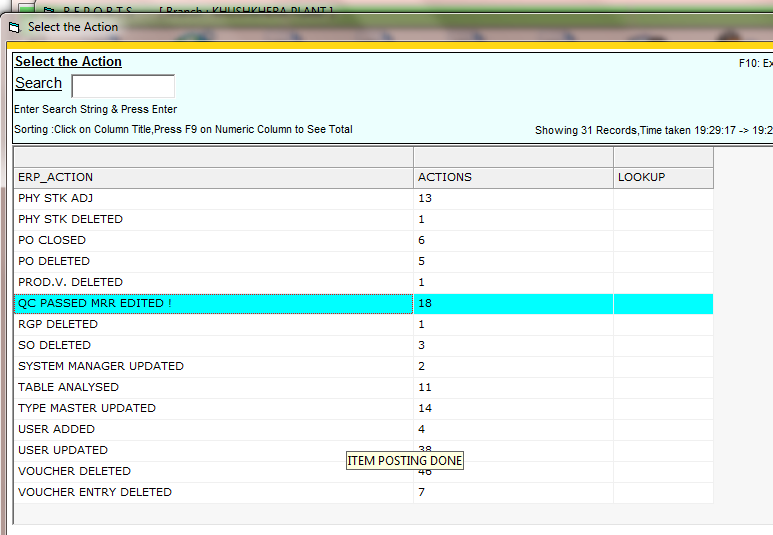 R E P O R T S [ Branch : KHUSHKHERA PLANT ]
Select the Action
Select the Action
F10: Ex
Search
Enter Search String & Press Enter
Sorting :Click on Column Title,Press F9 on Numeric Column to See Total
Showing 31 Records,Time taken 19:29:17 -> 19:2
ERP_ACTION ACTIONS LOOKUP
PHY STK ADJ 13
PHY STK DELETED 1
PO CLOSED 6
PO DELETED 5
PROD.V. DELETED 1
QC PASSED MRR EDITED ! 18
RGP DELETED 1
SO DELETED 3
SYSTEM MANAGER UPDATED 2
TABLE ANALYSED 11
TYPE MASTER UPDATED 14
USER ADDED 4
USER UPDATED 38
ITEM POSTING DONE
VOUCHER DELETED 46
VOUCHER ENTRY DELETED 7